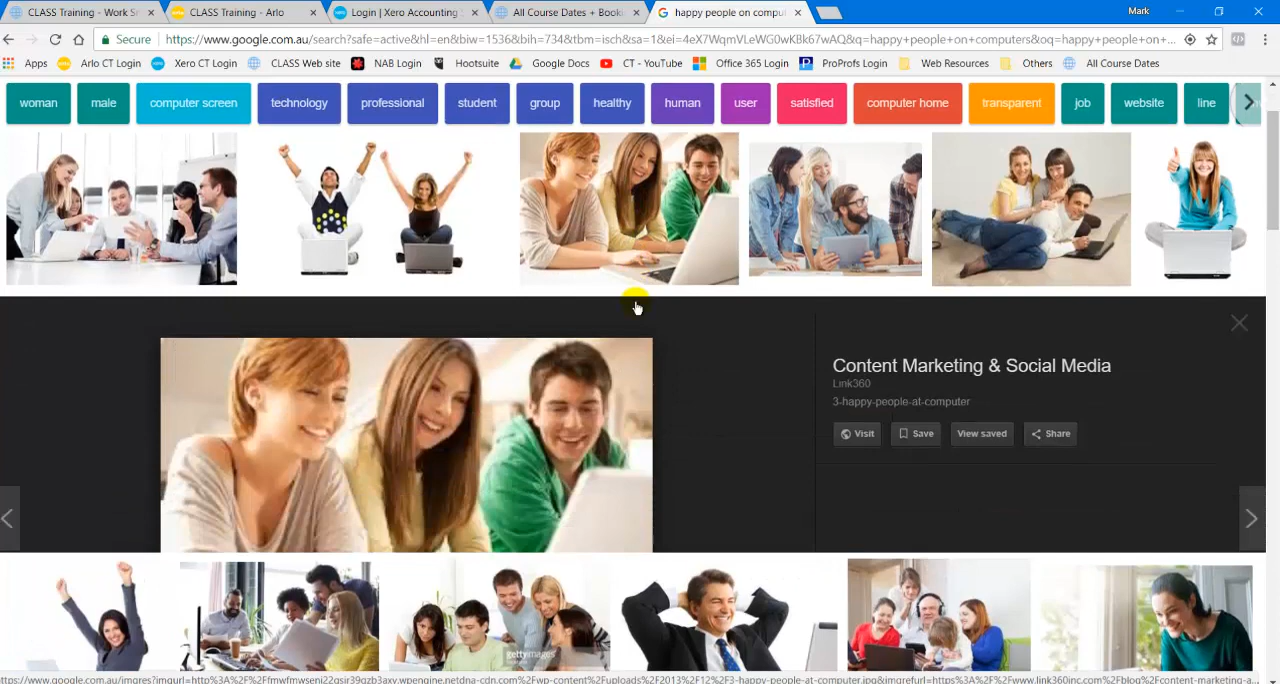 CLASS Training - Work S
CLASS Training - Arlo
Login | Xero Accounting
All Course Dates + Booki
happy people on comput
Mark
Secure
https://www.google.com.au/search?safe=active&hl=en&biw=1536&bih=734&tbm=isch&sa=1&ei=4eX7WqmVLeWG0wKBk67wAQ&q=happy+people+on+computers&oq=happy+people+on+...
Apps
Arlo CT Login
Xero CT Login
CLASS Web site
NAB Login
Hootsuite
Google Docs
CT - YouTube
Office 365 Login
ProProfs Login
Web Resources
Others
All Course Dates
woman
male
computer screen
technology
professional
student
group
healthy
human
user
satisfied
computer home
transparent
job
website
line
Content Marketing & Social Media
Link360
3-happy-people-at-computer
Visit
Save
View saved
Share
gettyimages